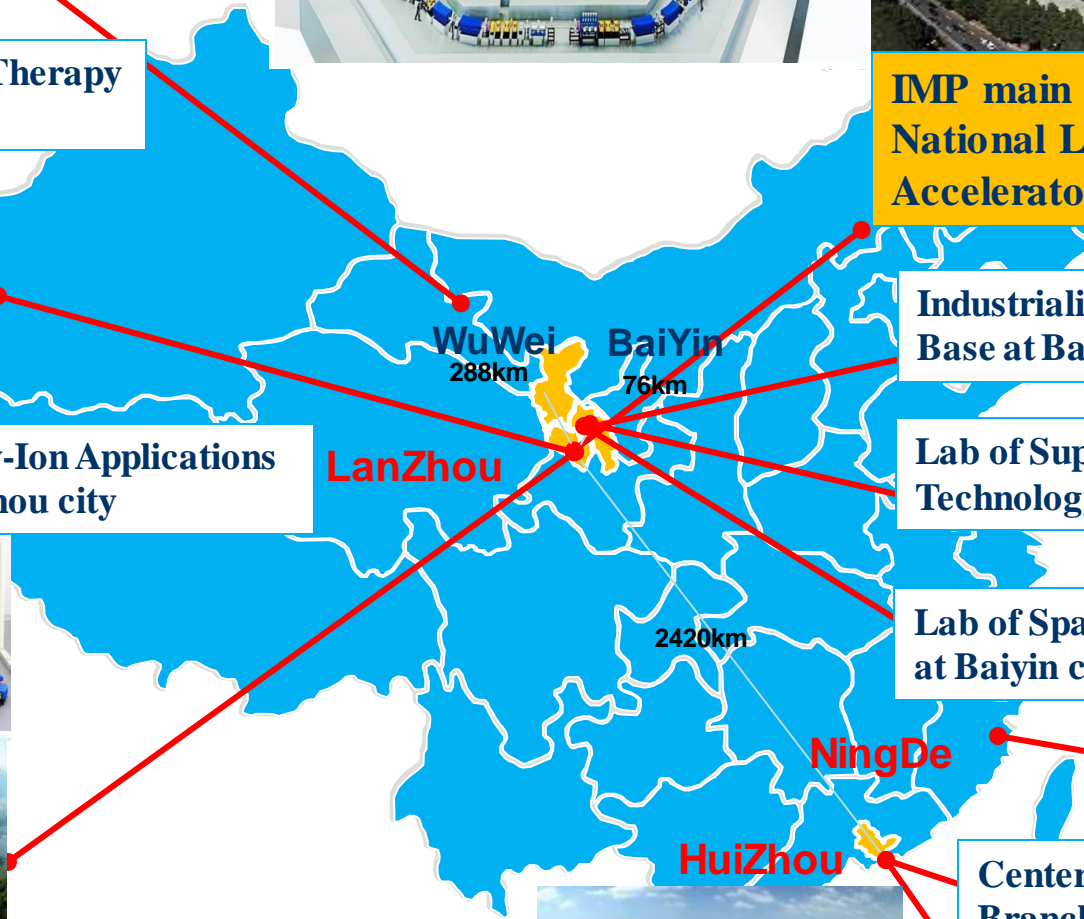 Therapy
IMP main
National L
Accelerato
Industriali
Base at Ba
WuWei
288km
BaiYin
76km
-Ion Applications
hou city
LanZhou
Lab of Sup
Technolog
Lab of Spa
at Baiyin c
2420km
NingDe
HuiZhou
Center
Branch